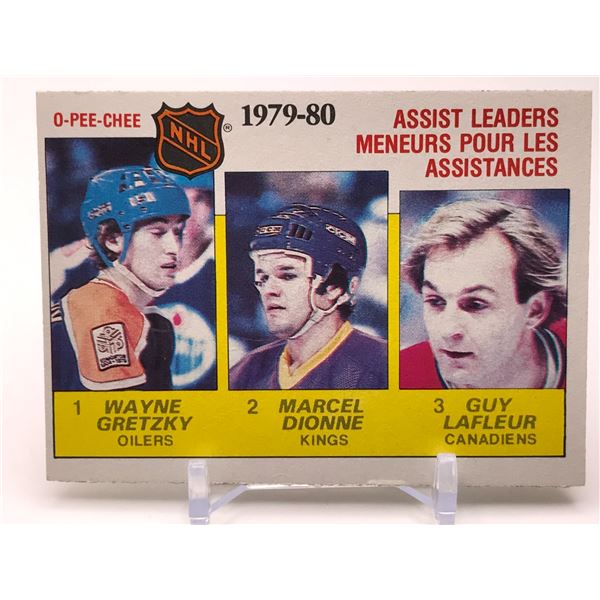 O-PEE-CHEE
NHL
®
1979-80
ASSIST LEADERS
MENEURS POUR LES
ASSISTANCES
1 WAYNE
GRETZKY
OILERS
2 MARCEL
DIONNE
KINGS
3 GUY
LAFLEUR
CANADIENS